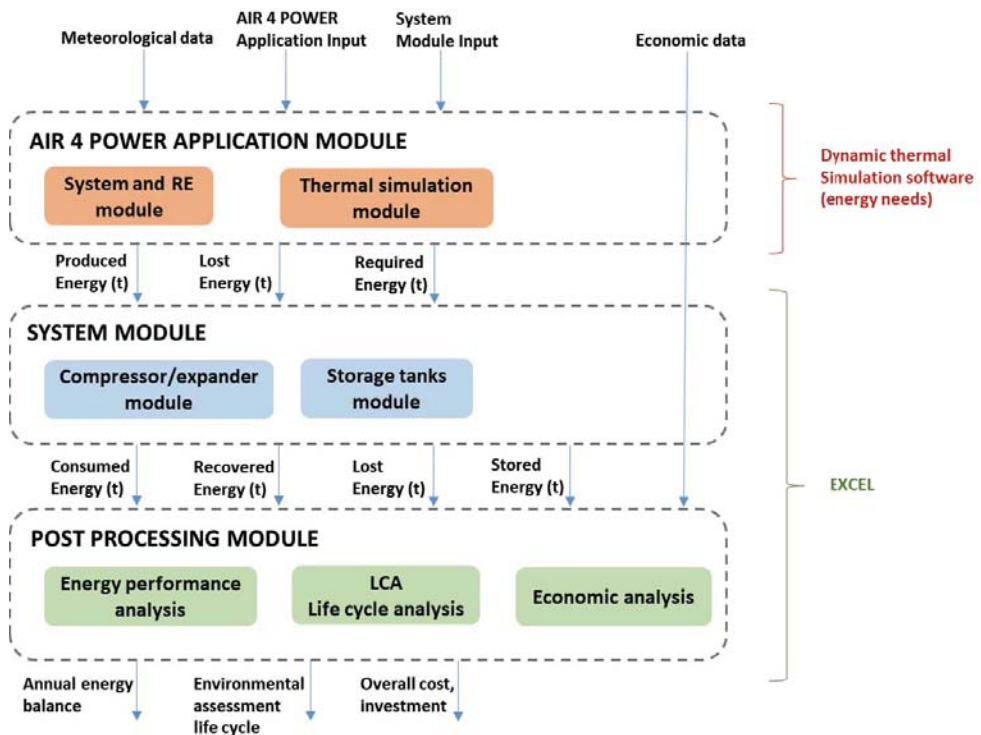 Meteorological data
AIR 4 POWER
Application Input
System
Module Input
Economic data
AIR 4 POWER APPLICATION MODULE
System and RE
module
Thermal simulation
module
Dynamic thermal
Simulation software
(energy needs)
Produced
Energy (t)
Lost
Energy (t)
Required
Energy (t)
SYSTEM MODULE
Compressor/expander
module
Storage tanks
module
Consumed
Energy (t)
Recovered
Energy (t)
Lost
Energy (t)
Stored
Energy (t)
EXCEL
POST PROCESSING MODULE
Energy performance
analysis
LCA
Life cycle analysis
Economic analysis
Annual energy
balance
Environmental
assessment
life cycle
Overall cost,
investment